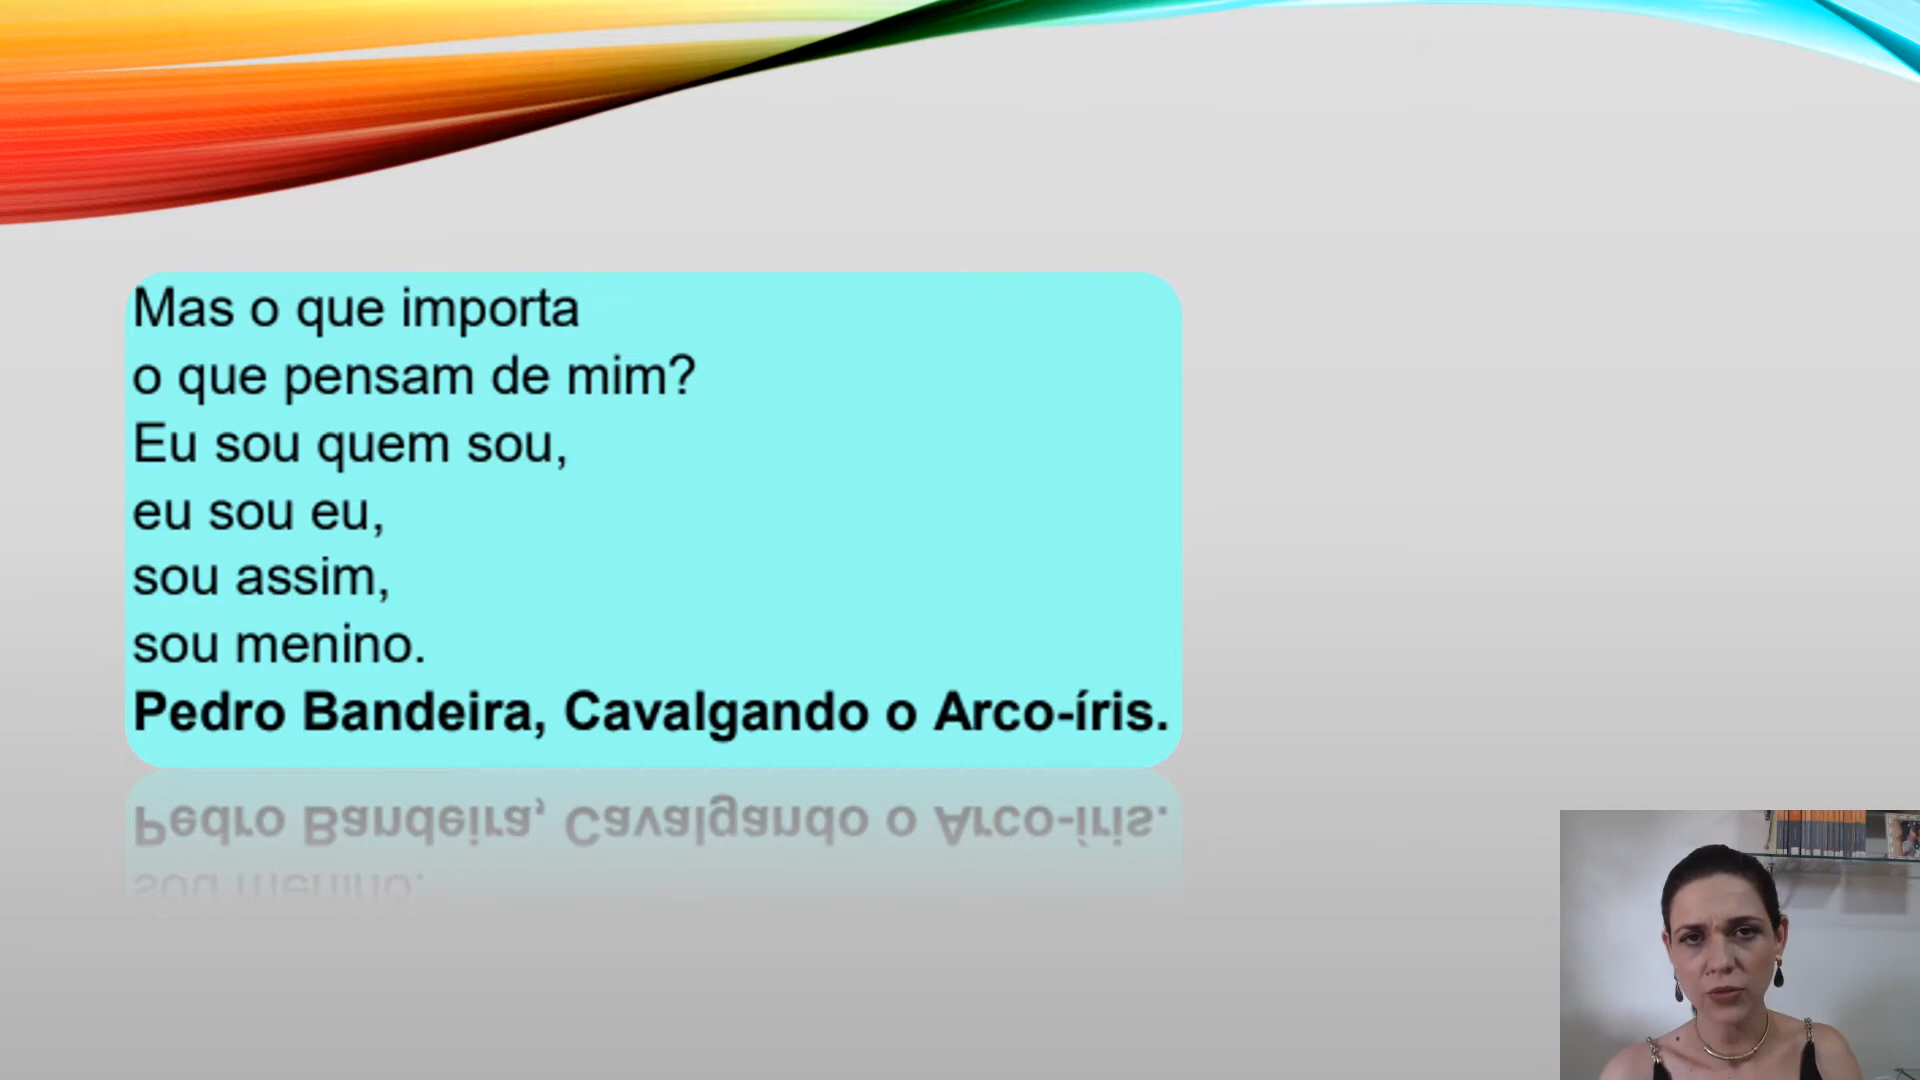 Mas o que importa
o que pensam de mim?
Eu sou quem sou,
eu sou eu,
sou assim,
sou menino.
Pedro Bandeira, Cavalgando o Arco-íris.